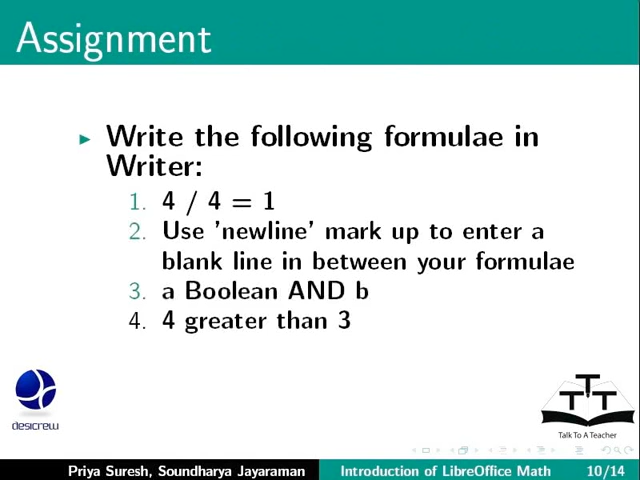 Assignment
Write the following formulae in
Writer:
1. 4 / 4 = 1
2. Use 'newline' mark up to enter a
blank line in between your formulae
3. a Boolean AND b
4. 4 greater than 3
desicrew
TTT
Talk To A Teacher
Priya Suresh, Soundharya Jayaraman
Introduction of LibreOffice Math
10/14